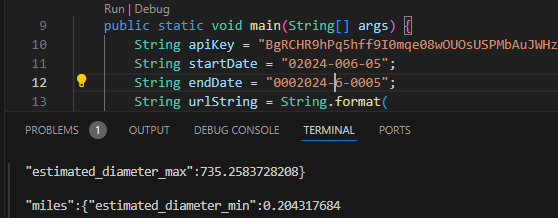 Run | Debug
9 public static void main(String[] args) {
10 String apiKey = "BgRCHR9hPq5hff9I0mqe08wOUOsUSPMbAuJWHz
11 String startDate = "02024-006-05";
12 String endDate = "0002024-6-0005";
13 String urlString = String.format(
PROBLEMS 1 OUTPUT DEBUG CONSOLE TERMINAL PORTS
"estimated_diameter_max":735.2583728208}
"miles":{"estimated_diameter_min":0.204317684